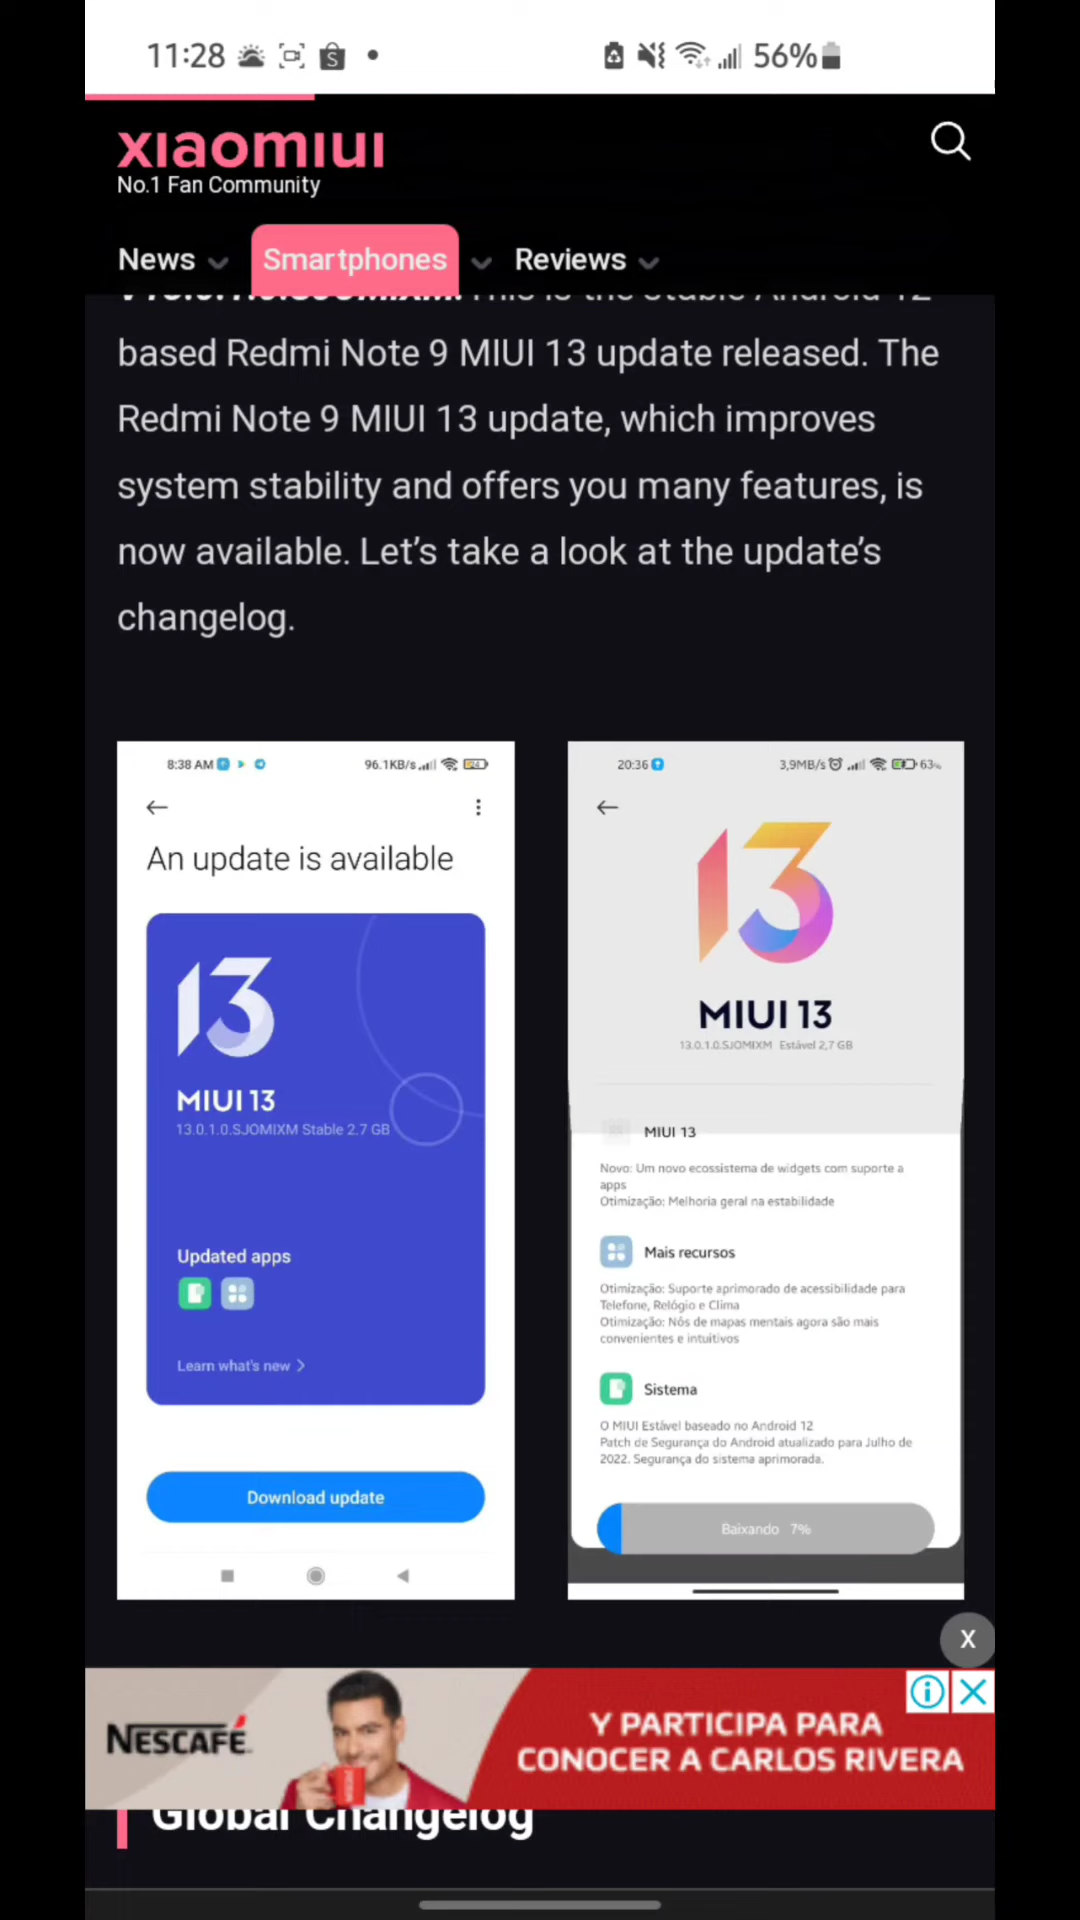 11:28
S
56%
xıaomıuı
No.1 Fan Community
News
Smartphones
Reviews
based Redmi Note 9 MIUI 13 update released. The
Redmi Note 9 MIUI 13 update, which improves
system stability and offers you many features, is
now available. Let’s take a look at the update’s
changelog.
8:38 AM
96.1KB/s
An update is available
13
MIUI 13
13.0.1.0.SJOMIXM Stable 2.7 GB
Updated apps
Learn what's new
Download update
20:36
3,9MB/s
63%
13
MIUI 13
13.0.1.0.SJOMIXM Estável 2,7 GB
MIUI 13
Novo: Um novo ecossistema de widgets com suporte a
apps
Otimização: Melhoria geral na estabilidade
Mais recursos
Otimização: Suporte aprimorado de acessibilidade para
Telefone, Relógio e Clima
Otimização: Nós de mapas mentais agora são mais
convenientes e intuitivos
Sistema
O MIUI Estável baseado no Android 12
Patch de Segurança do Android atualizado para Julho de
2022. Segurança do sistema aprimorada.
Baixando 7%
X
NESCAFÉ
Y PARTICIPA PARA
CONOCER A CARLOS RIVERA
Global Changelog